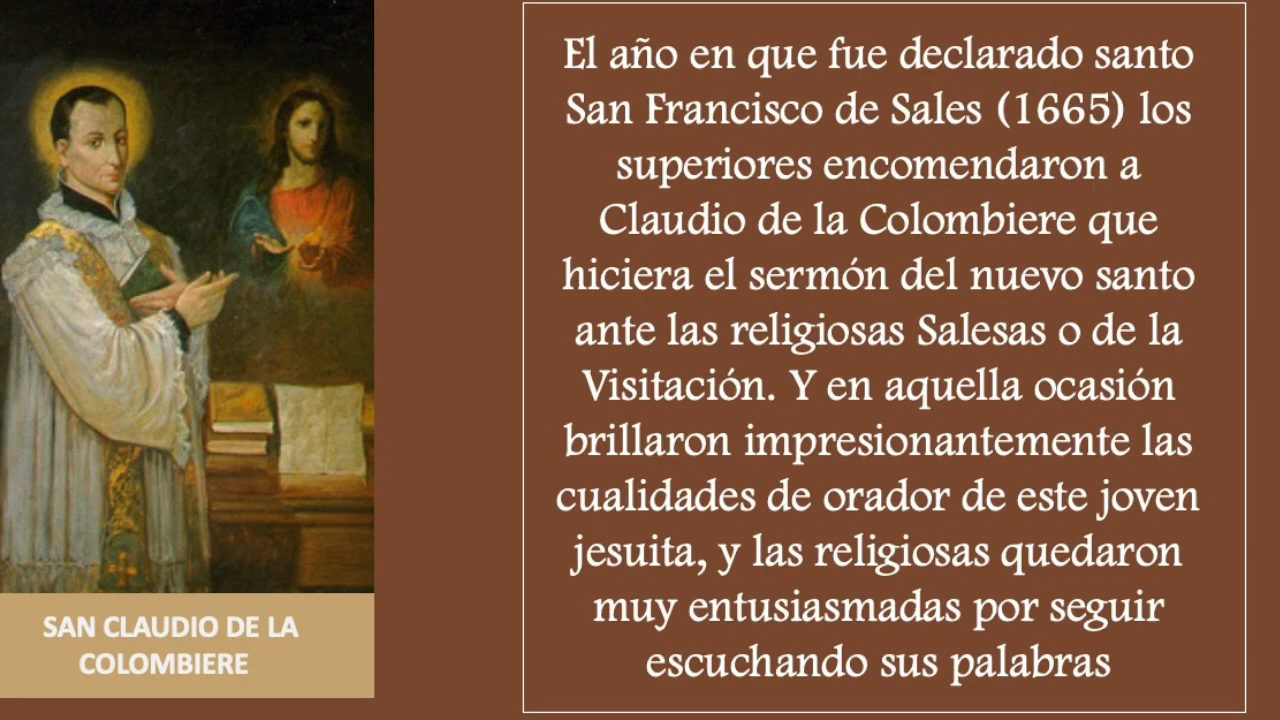 El año en que fue declarado santo
San Francisco de Sales (1665) los
superiores encomendaron a
Claudio de la Colombiere que
hiciera el sermón del nuevo santo
ante las religiosas Salesas o de la
Visitación. Y en aquella ocasión
brillaron impresionantemente las
cualidades de orador de este joven
jesuita, y las religiosas quedaron
muy entusiasmadas por seguir
escuchando sus palabras
SAN CLAUDIO DE LA
COLOMBIERE